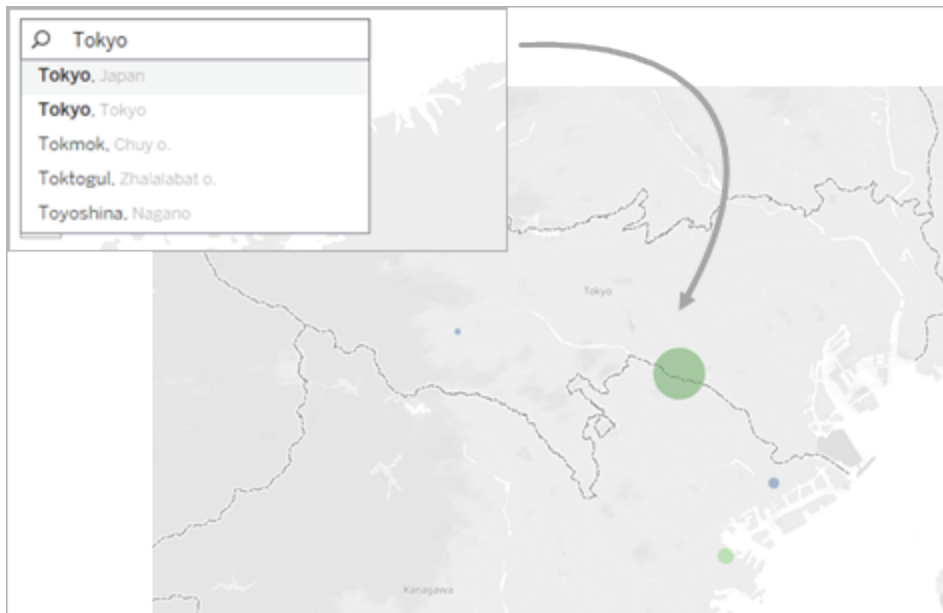 Tokyo
Tokyo, Japan
Tokyo, Tokyo
Tokmok, Chuy o.
Toktogul, Zhalalabat o.
Toyoshina, Nagano
Tokyo
Kanagawa